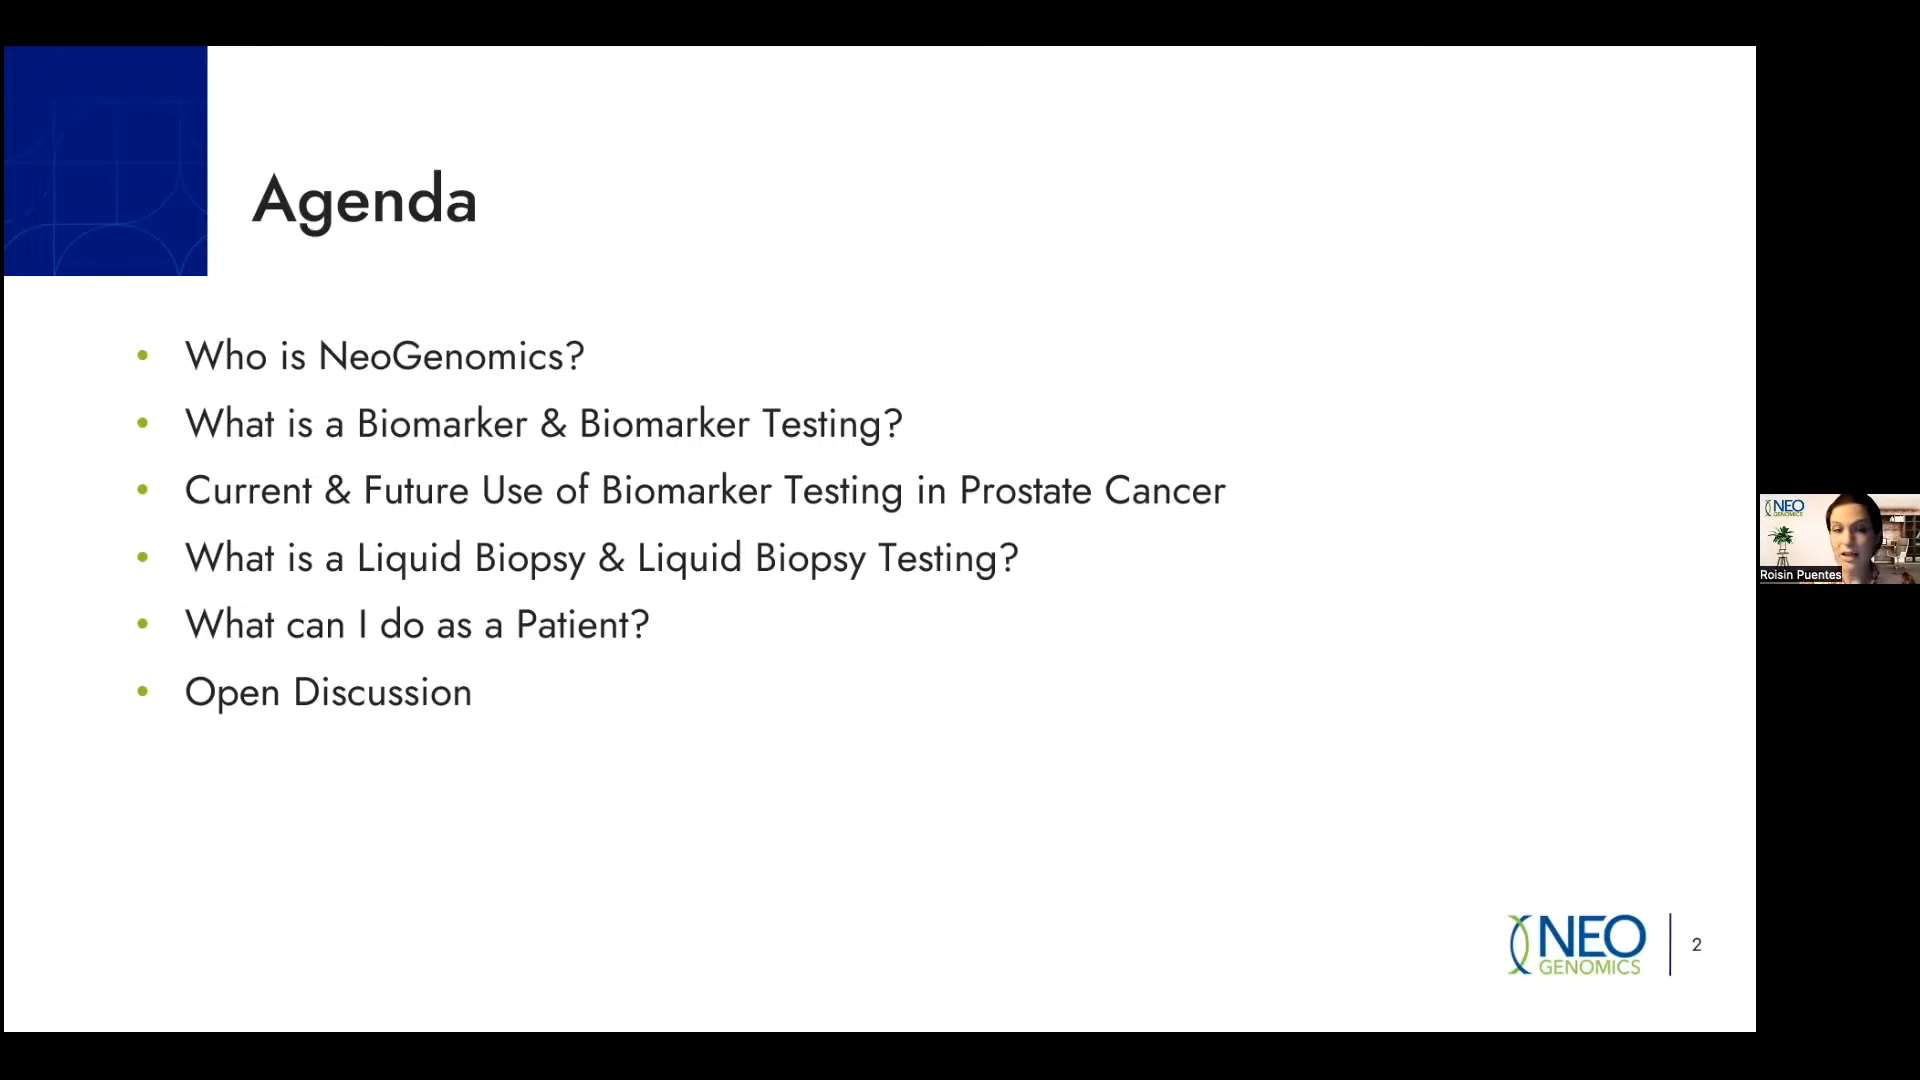 Agenda
• Who is NeoGenomics?
• What is a Biomarker & Biomarker Testing?
• Current & Future Use of Biomarker Testing in Prostate Cancer
• What is a Liquid Biopsy & Liquid Biopsy Testing?
• What can I do as a Patient?
• Open Discussion
NEO
GENOMICS
2
NEO
GENOMICS
Roisin Puentes